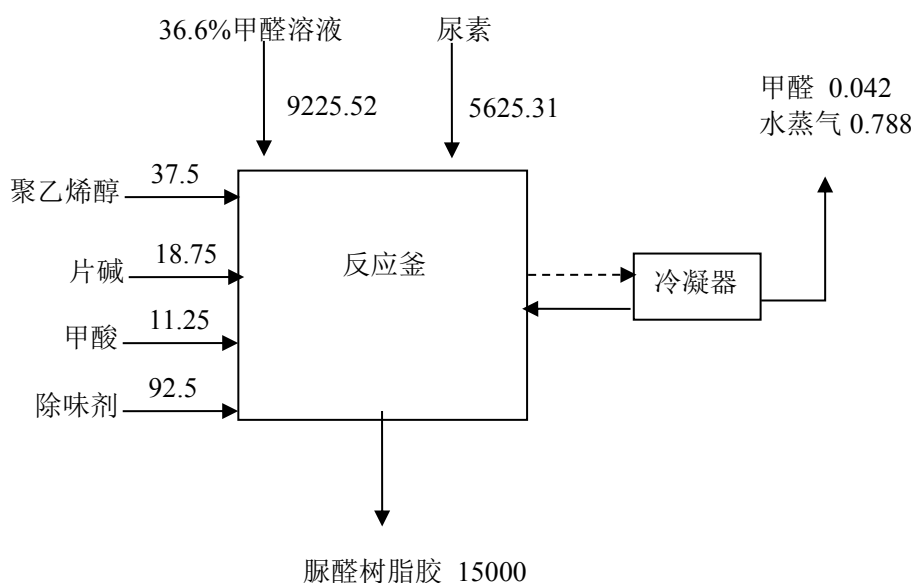 36.6%甲醛溶液
尿素
9225.52
5625.31
甲醛 0.042
水蒸气 0.788
聚乙烯醇
37.5
片碱
18.75
反应釜
冷凝器
甲酸
11.25
除味剂
92.5
脲醛树脂胶 15000